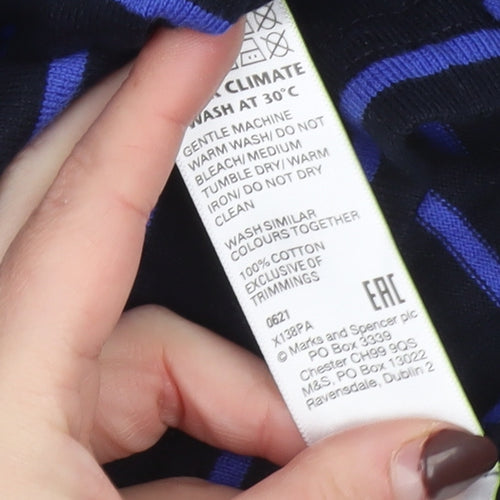 CLIMATE
WASH AT 30°C
GENTLE MACHINE
WARM WASH/ DO NOT
BLEACH/ MEDIUM
TUMBLE DRY/ WARM
IRON/ DO NOT DRY
CLEAN
WASH SIMILAR
COLOURS TOGETHER
100% COTTON
EXCLUSIVE OF
TRIMMINGS
EAC
0621
X138PA
© Marks and Spencer plc
PO Box 3339
Chester CH99 9QS
M&S, PO Box 13022
Ravensdale, Dublin 2